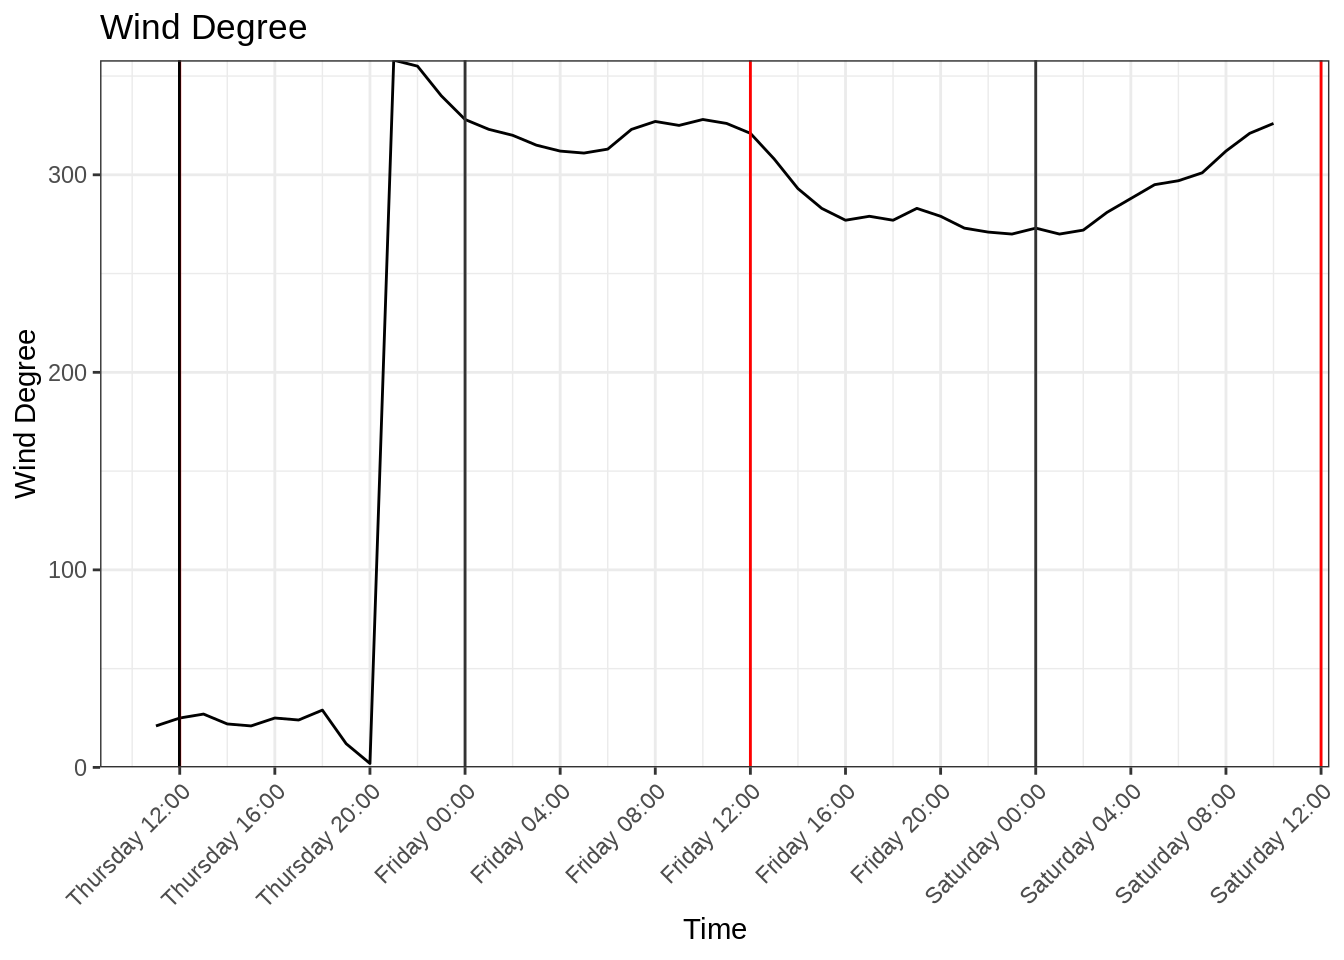 Wind Degree
Wind Degree
300
200
100
0
Thursday 12:00
Thursday 16:00
Thursday 20:00
Friday 00:00
Friday 04:00
Friday 08:00
Friday 12:00
Friday 16:00
Friday 20:00
Saturday 00:00
Saturday 04:00
Saturday 08:00
Saturday 12:00
Time